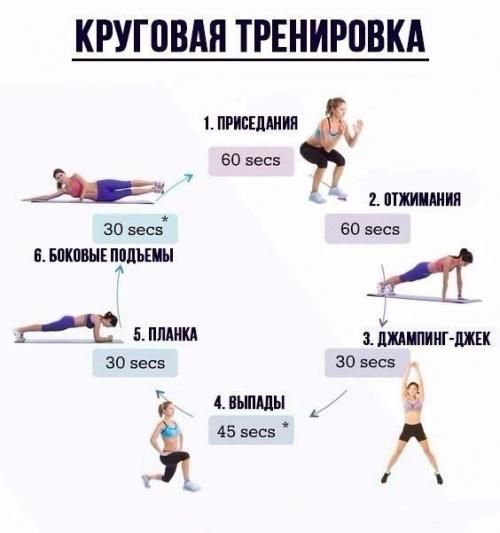 КРУГОВАЯ ТРЕНИРОВКА
1. ПРИСЕДАНИЯ
60 secs
2. ОТЖИМАНИЯ
60 secs
3. ДЖАМПИНГ-ДЖЕК
30 secs
4. ВЫПАДЫ
45 secs *
5. ПЛАНКА
30 secs
30 secs*
6. БОКОВЫЕ ПОДЪЕМЫ